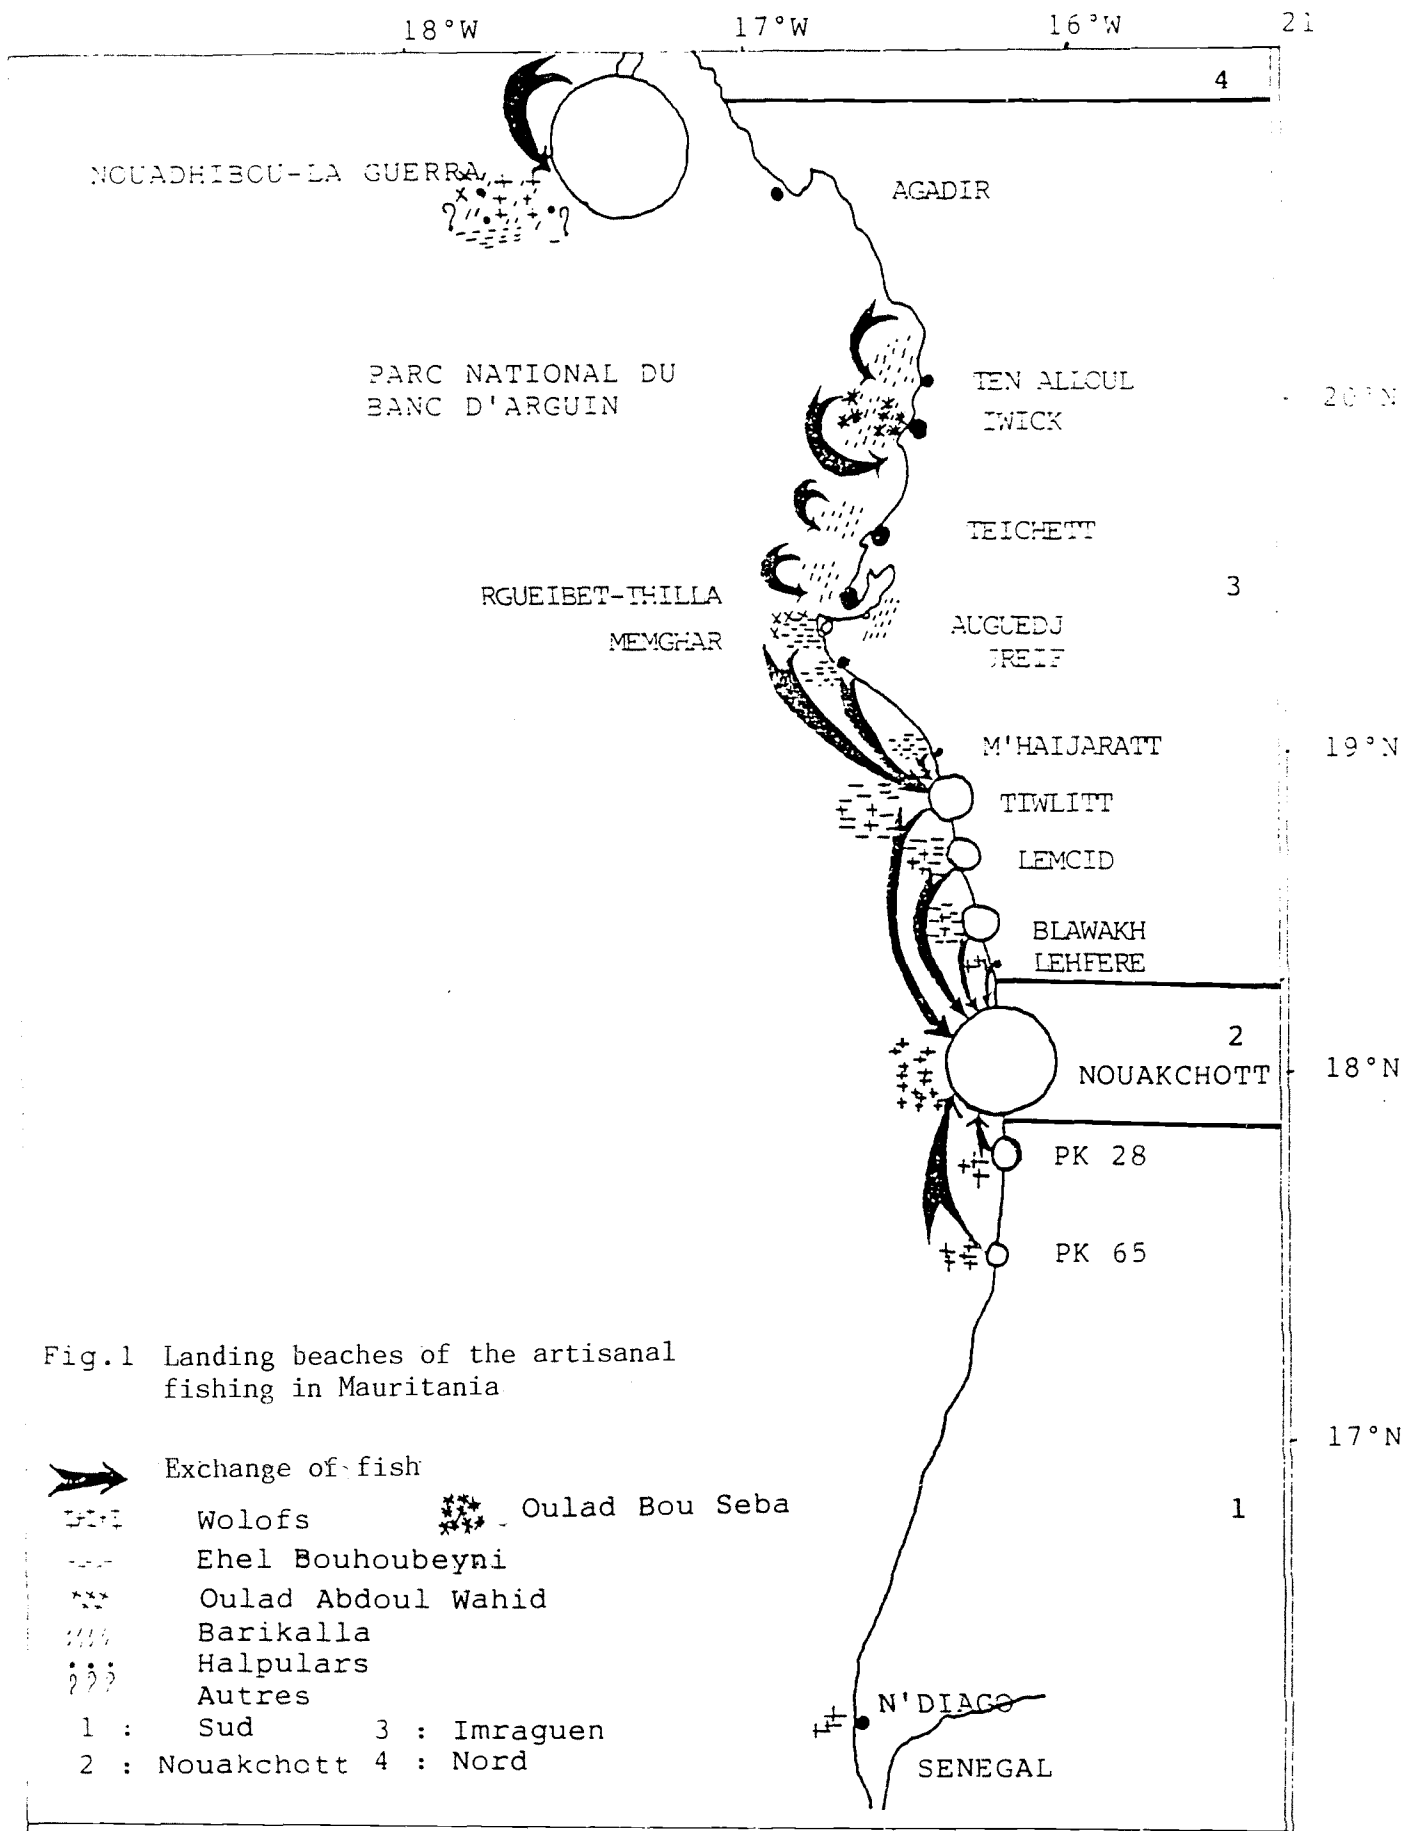 18°W 17°W 16°W 21
4
NOUADHIBOU-LA GUERRA
AGADIR
PARC NATIONAL DU
BANC D'ARGUIN
TEN ALLOUL
20°N
IWICK
TEICHETT
3
RGUEIBET-THILLA
MEMGHAR
AUGUEDJ
M'HAIJARATT
19°N
TIWLITT
LEMCID
BLAWAKH
LEHFERE
2
NOUAKCHOTT
18°N
PK 28
PK 65
Fig.1 Landing beaches of the artisanal
fishing in Mauritania
17°N
Exchange of fish
Wolofs
Oulad Bou Seba
1
Ehel Bouhoubeyni
Oulad Abdoul Wahid
Barikalla
Halpulars
Autres
1 : Sud 3 : Imraguen
2 : Nouakchott 4 : Nord
N'DIAGO
SENEGAL